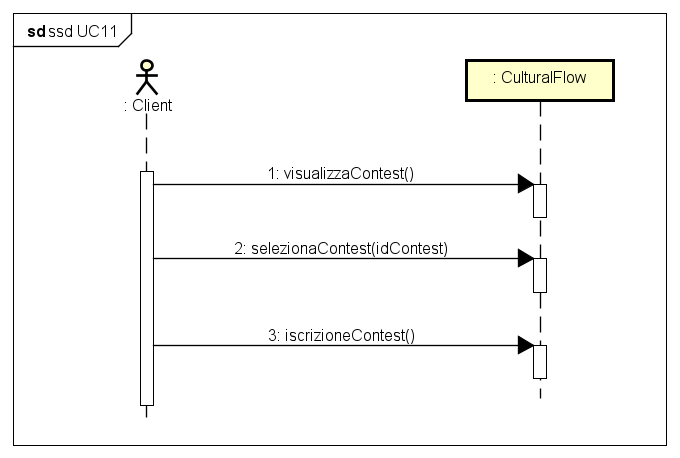 sd ssd UC11
: Client
: CulturalFlow
1: visualizzaContest()
2: selezionaContest(idContest)
3: iscrizioneContest()